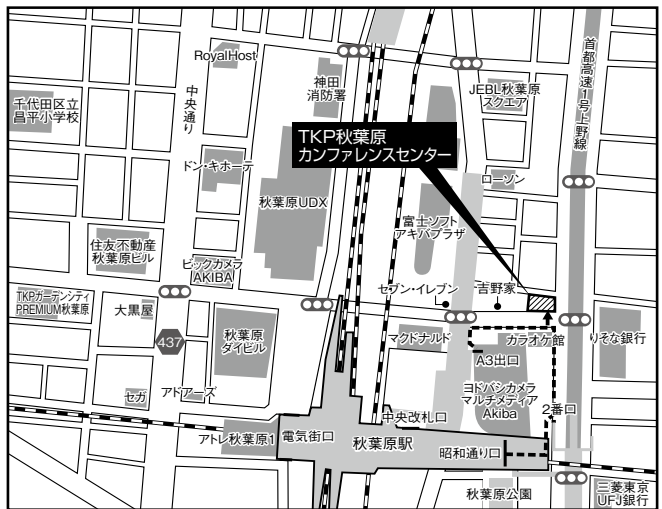 RoyalHost
神田
消防署
JEBL秋葉原
スクエア
首都高速1号上野線
千代田区立
昌平小学校
中央通り
TKP秋葉原
カンファレンスセンター
ドン・キホーテ
ローソン
秋葉原UDX
富士ソフト
アキバプラザ
住友不動産
秋葉原ビル
ビックカメラ
AKIBA
セブン-イレブン
吉野家
TKPガーデンシティ
PREMIUM秋葉原
大黒屋
437
秋葉原
ダイビル
マクドナルド
カラオケ館
りそな銀行
A3出口
ヨドバシカメラ
マルチメディア
Akiba
セガ
アドアーズ
2番口
中央改札口
アトレ秋葉原1
電気街口
秋葉原駅
昭和通り口
秋葉原公園
三菱東京
UFJ銀行